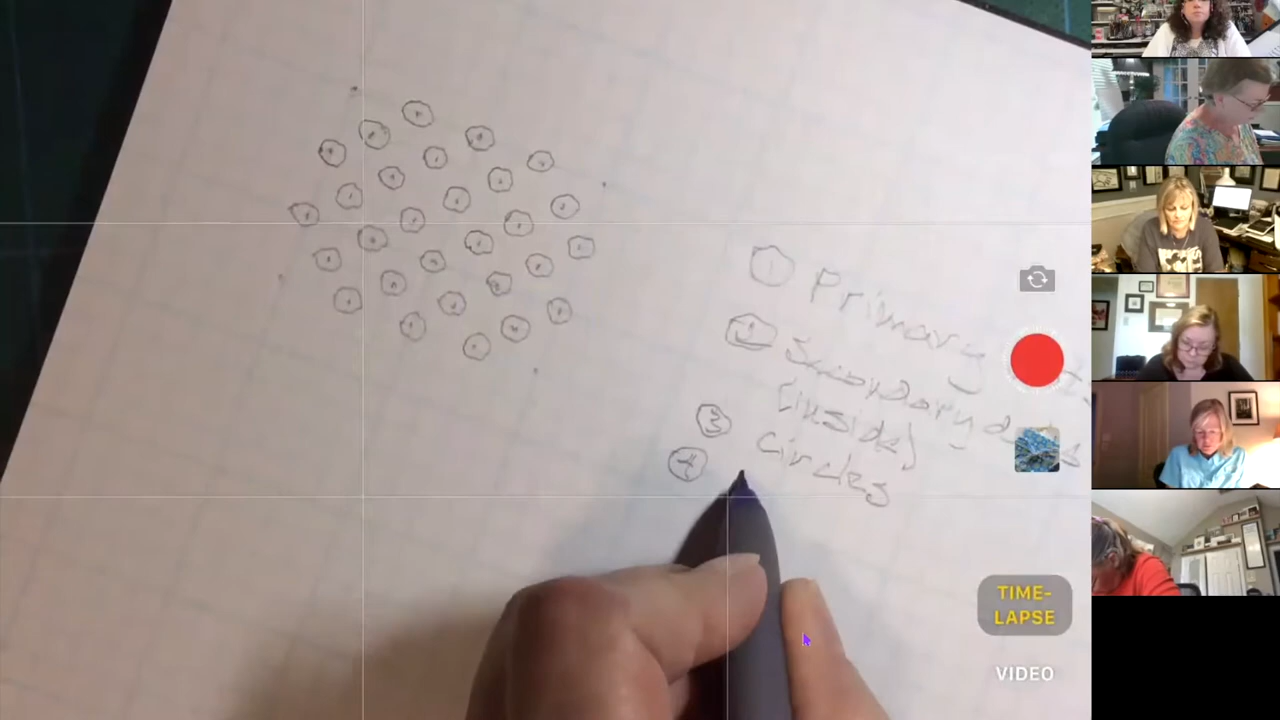 ① Primary
② Secondary
(inside)
③ Circles
④
TIME-
LAPSE
VIDEO